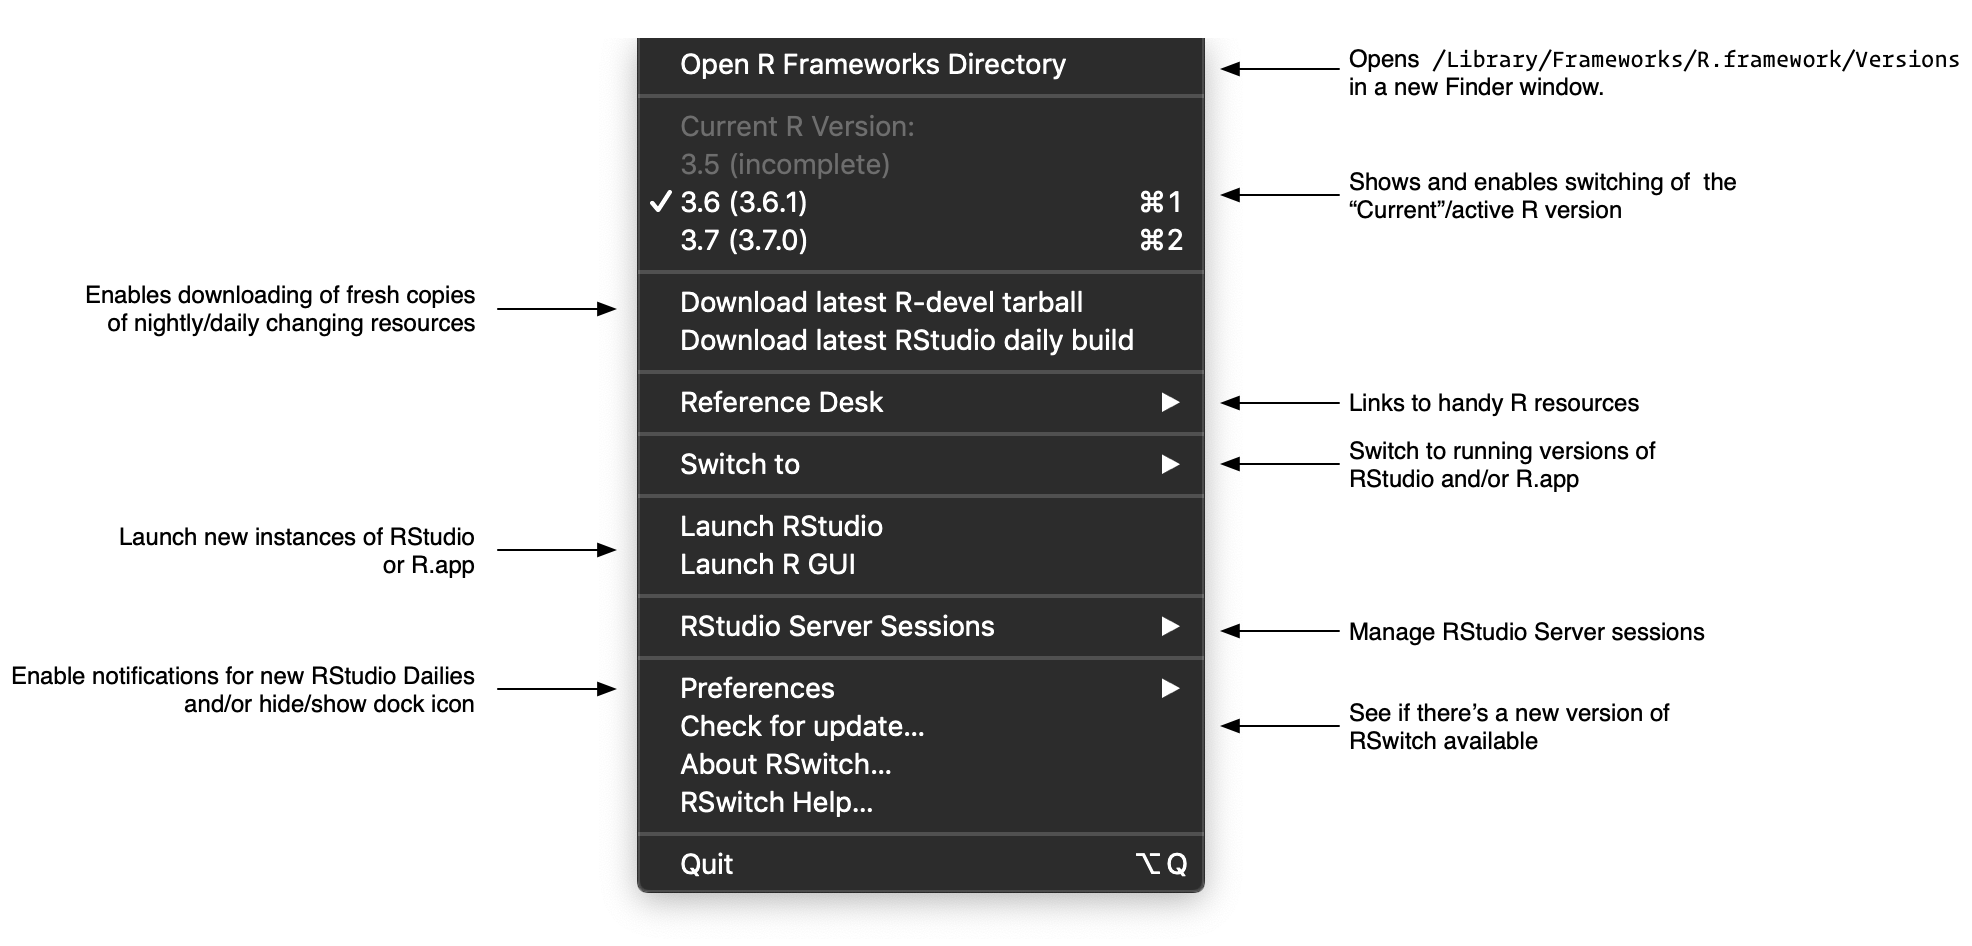 Open R Frameworks Directory
Opens /Library/Frameworks/R.framework/Versions
in a new Finder window.
Current R Version:
3.5 (incomplete)
✓ 3.6 (3.6.1) ⌘1
3.7 (3.7.0) ⌘2
Shows and enables switching of the
“Current”/active R version
Enables downloading of fresh copies
of nightly/daily changing resources
Download latest R-devel tarball
Download latest RStudio daily build
Reference Desk ▶
Links to handy R resources
Switch to ▶
Switch to running versions of
RStudio and/or R.app
Launch new instances of RStudio
or R.app
Launch RStudio
Launch R GUI
RStudio Server Sessions ▶
Manage RStudio Server sessions
Enable notifications for new RStudio Dailies
and/or hide/show dock icon
Preferences ▶
Check for update...
See if there’s a new version of
RSwitch available
About RSwitch...
RSwitch Help...
Quit ⌥Q